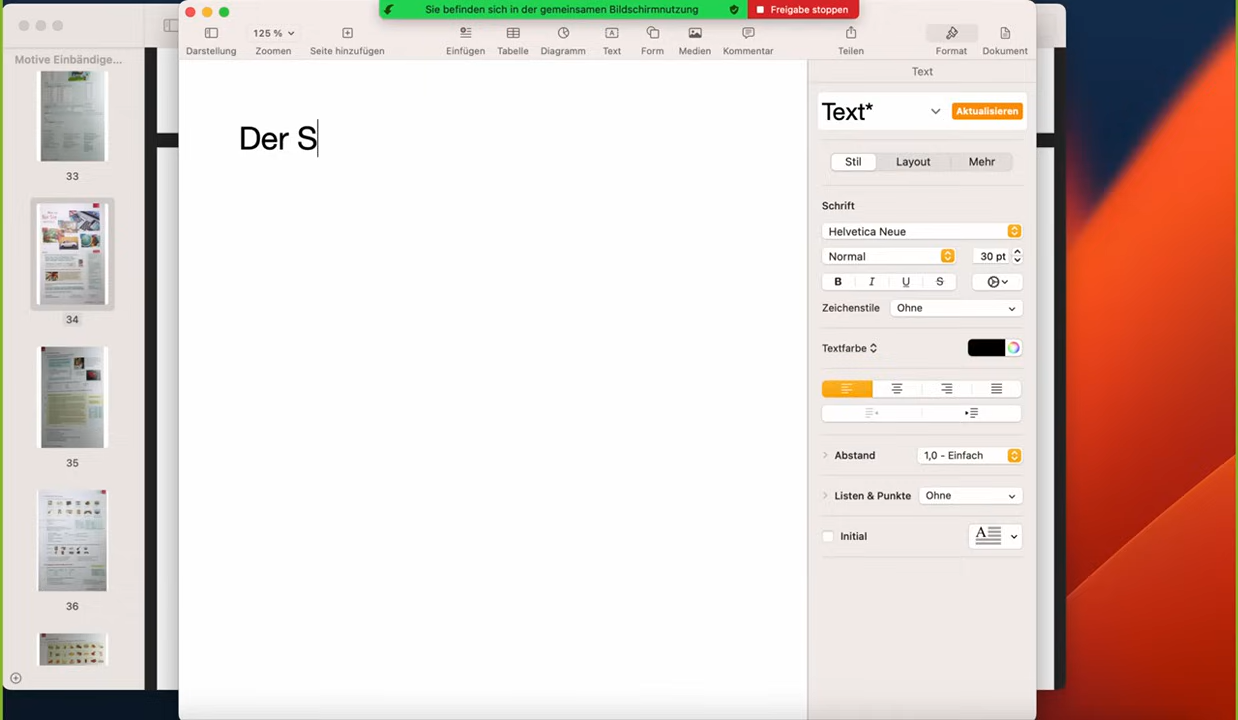 Sie befinden sich in der gemeinsamen Bildschirmnutzung
Freigabe stoppen
125 %
Darstellung
Zoomen
Seite hinzufügen
Einfügen
Tabelle
Diagramm
Text
Form
Medien
Kommentar
Teilen
Format
Dokument
Motive Einbändige...
33
34
35
36
Der S
Text
Text*
Aktualisieren
Stil
Layout
Mehr
Schrift
Helvetica Neue
Normal
30 pt
B I U S
Zeichenstile
Ohne
Textfarbe
Abstand
1,0 - Einfach
Listen & Punkte
Ohne
Initial